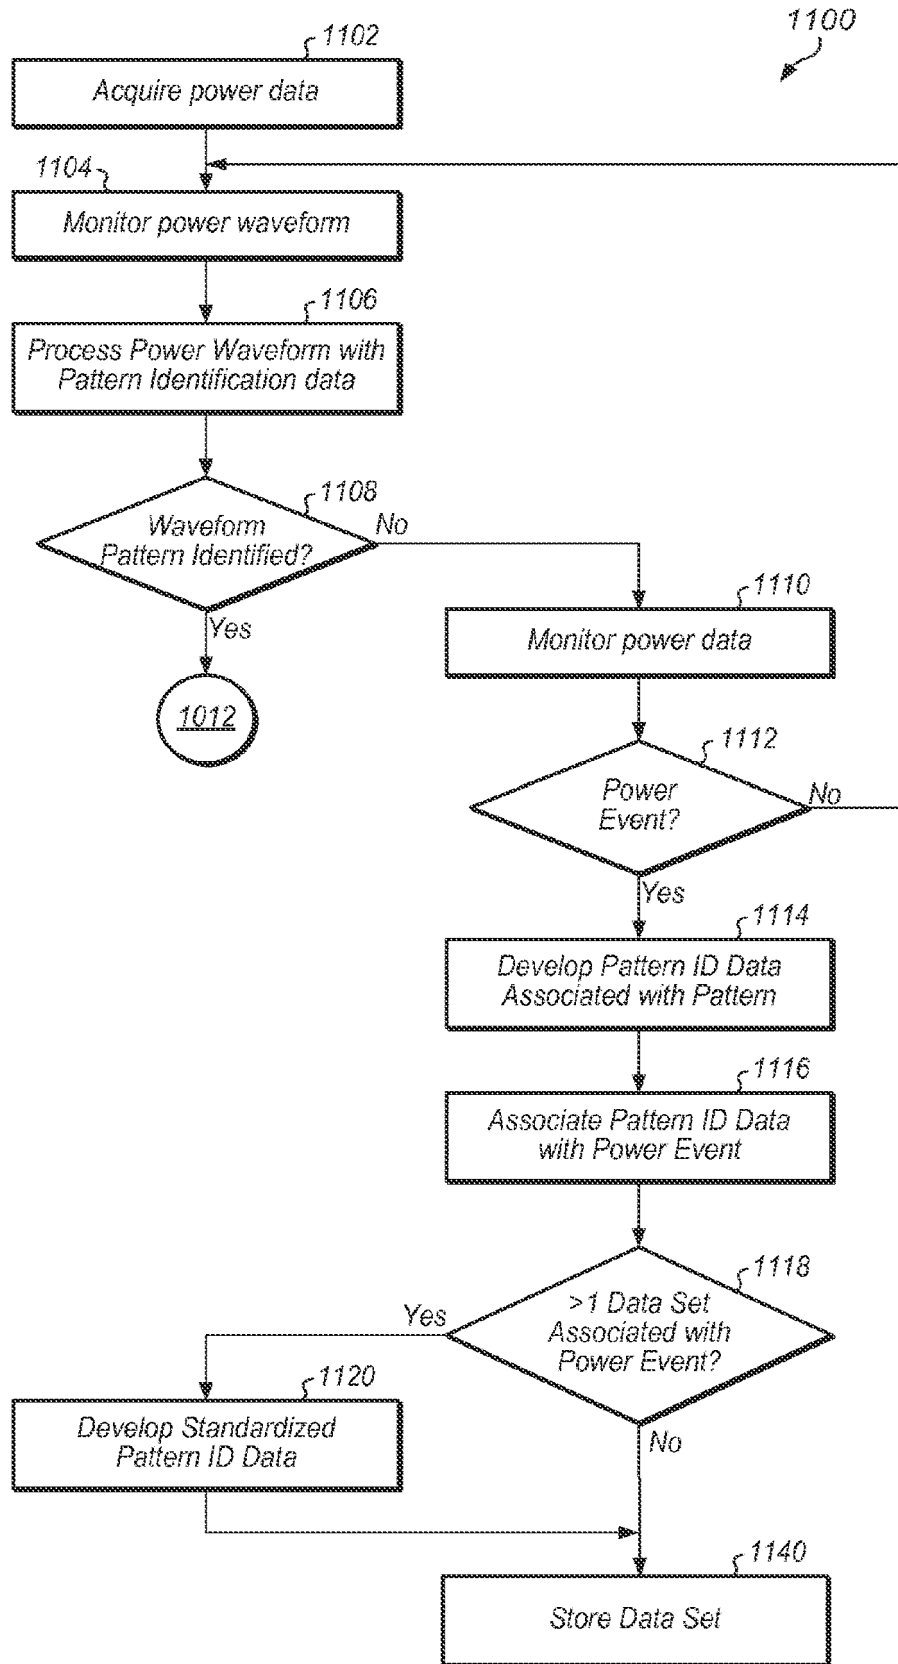 1100
1102
Acquire power data
1104
Monitor power waveform
1106
Process Power Waveform with
Pattern Identification data
1108
Waveform
Pattern Identified?
No
Yes
1012
1110
Monitor power data
1112
Power
Event?
No
Yes
1114
Develop Pattern ID Data
Associated with Pattern
1116
Associate Pattern ID Data
with Power Event
1118
>1 Data Set
Associated with
Power Event?
Yes
No
1120
Develop Standardized
Pattern ID Data
1140
Store Data Set